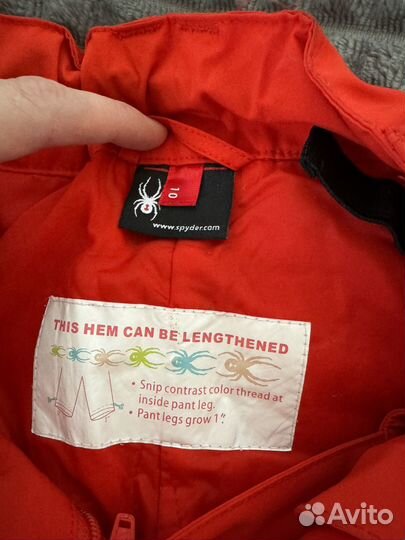 10
www.spyder.com
THIS HEM CAN BE LENGTHENED
• Snip contrast color thread at
inside pant leg.
• Pant legs grow 1".
Avito